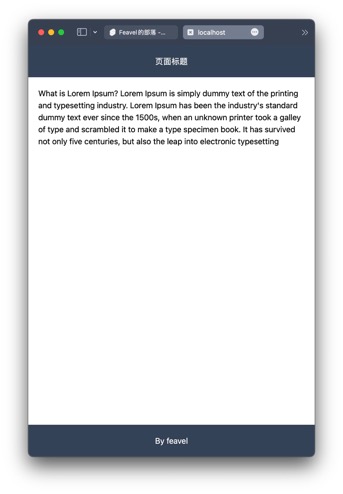 Feavel的部落 -
localhost
页面标题
What is Lorem Ipsum? Lorem Ipsum is simply dummy text of the printing
and typesetting industry. Lorem Ipsum has been the industry's standard
dummy text ever since the 1500s, when an unknown printer took a galley
of type and scrambled it to make a type specimen book. It has survived
not only five centuries, but also the leap into electronic typesetting
By feavel